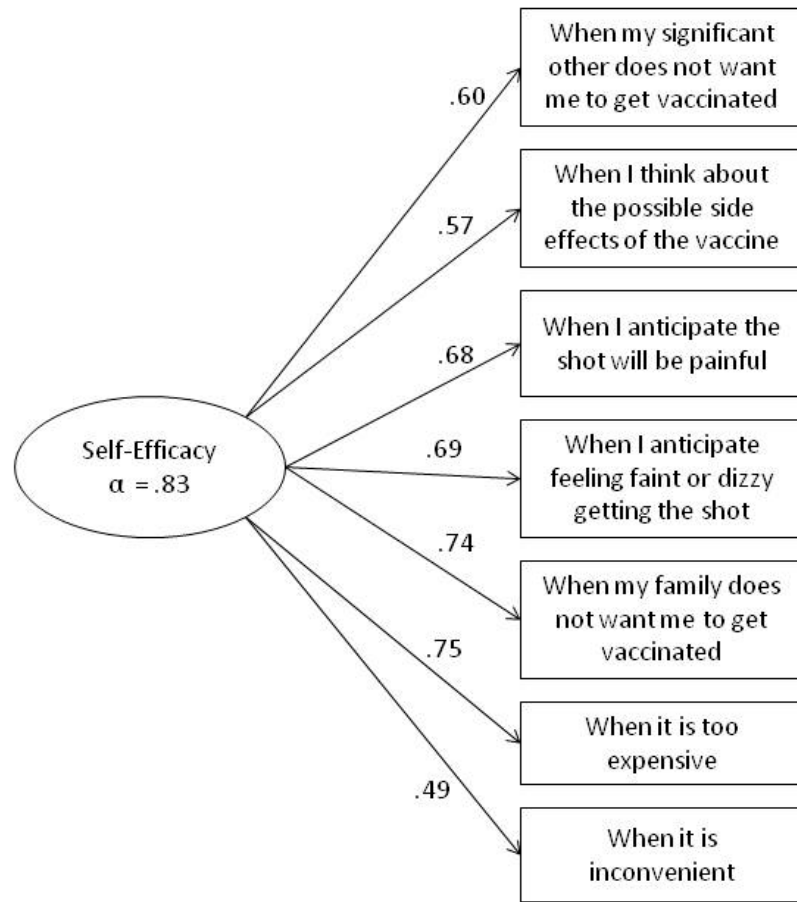 When my significant
other does not want
me to get vaccinated
.60
When I think about
the possible side
effects of the vaccine
.57
When I anticipate the
shot will be painful
.68
Self-Efficacy
α = .83
.69
When I anticipate
feeling faint or dizzy
getting the shot
.74
When my family does
not want me to get
vaccinated
.75
When it is too
expensive
.49
When it is
inconvenient